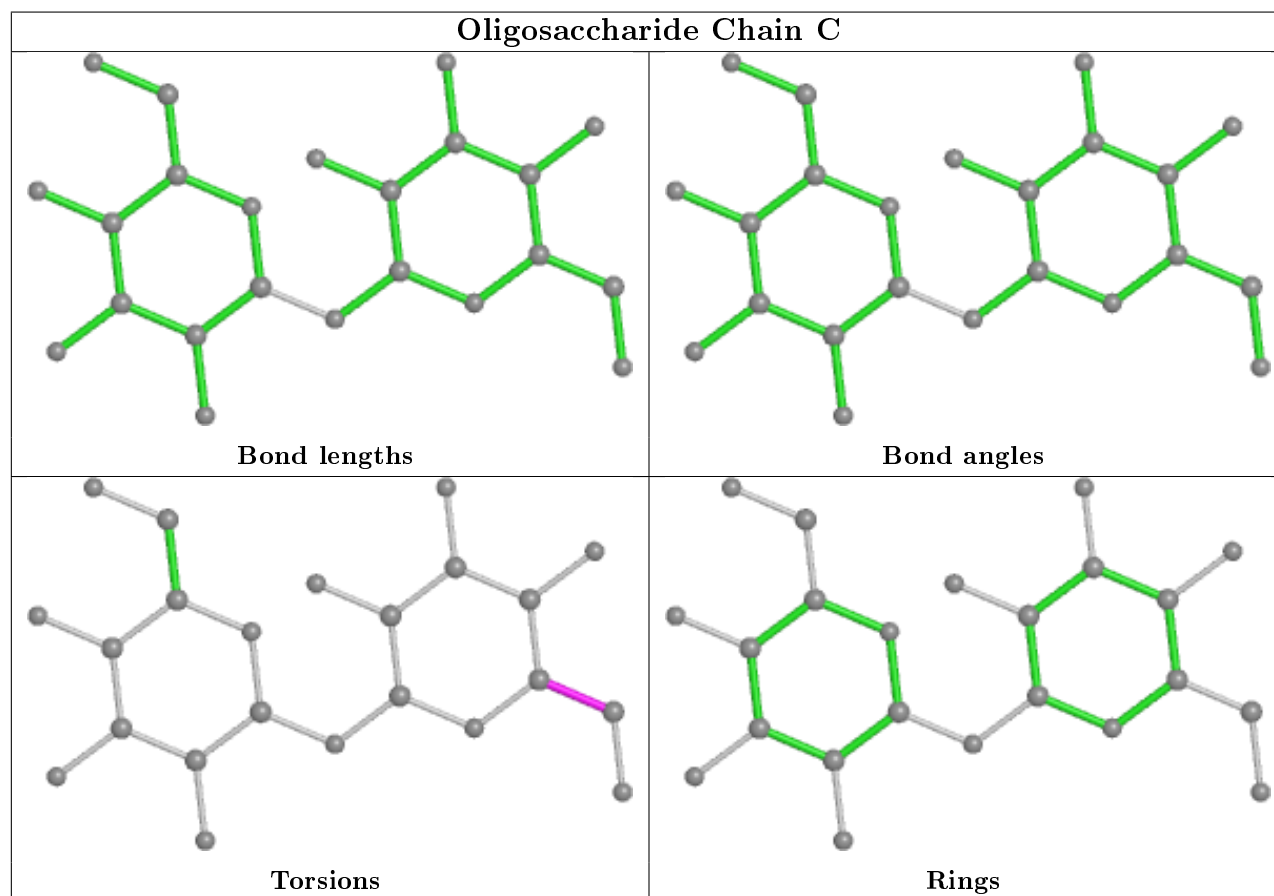 Oligosaccharide Chain C
Bond lengths
Bond angles
Torsions
Rings